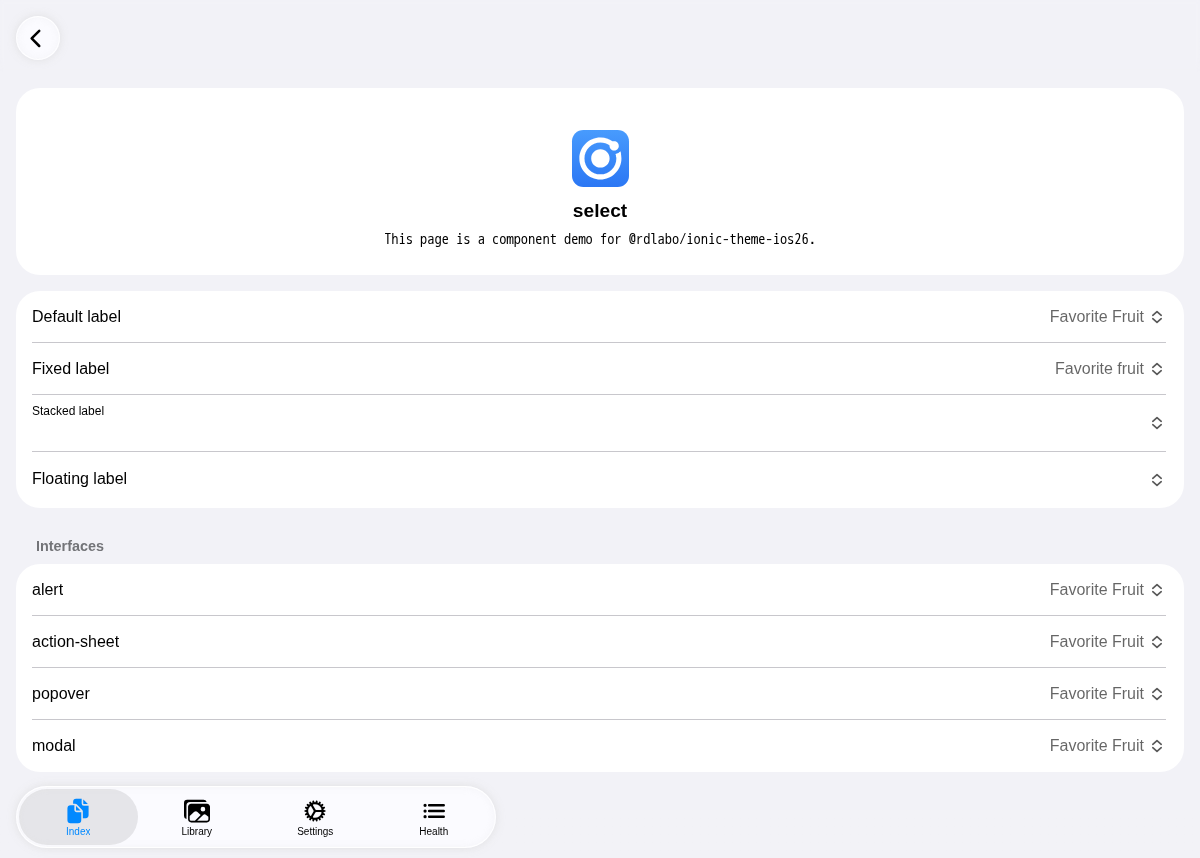 select
This page is a component demo for @rdlabo/ionic-theme-ios26.
Default label Favorite Fruit
Fixed label Favorite fruit
Stacked label
Floating label
Interfaces
alert Favorite Fruit
action-sheet Favorite Fruit
popover Favorite Fruit
modal Favorite Fruit
Index Library Settings Health